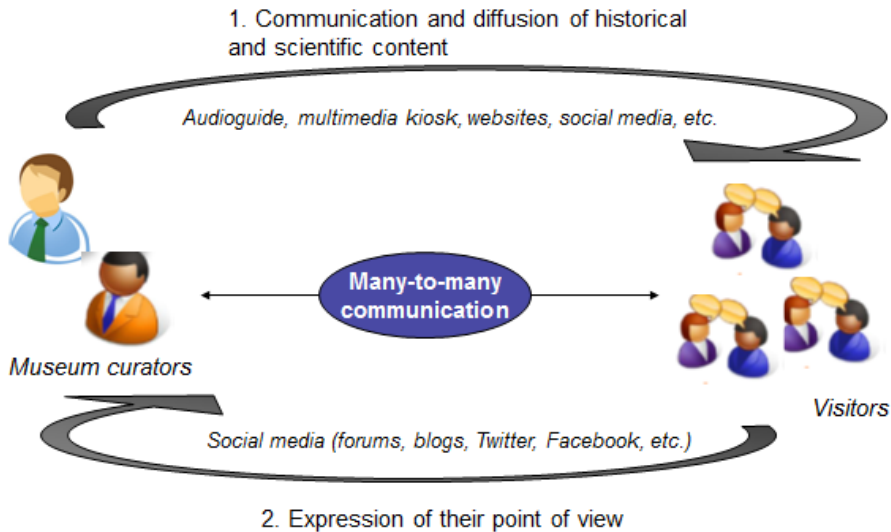 1. Communication and diffusion of historical
and scientific content
Audioguide, multimedia kiosk, websites, social media, etc.
Many-to-many
communication
Museum curators
Visitors
Social media (forums, blogs, Twitter, Facebook, etc.)
2. Expression of their point of view